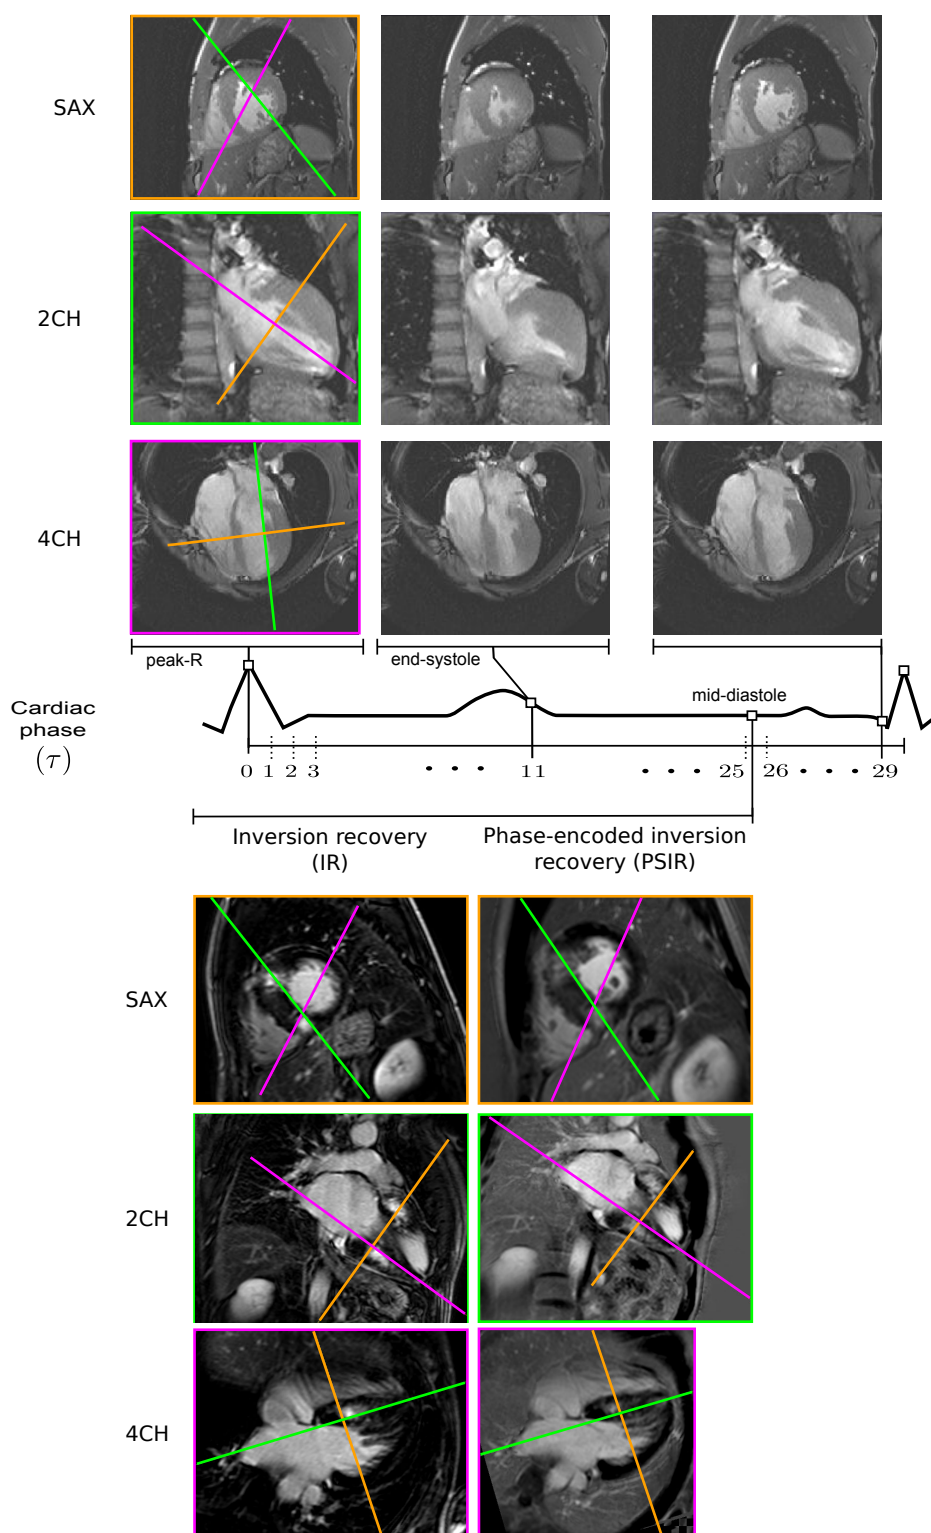 SAX
2CH
4CH
peak-R
end-systole
mid-diastole
Cardiac
phase
(τ)
0 1 2 3 • • • 11 • • • 25 26 • • • 29
Inversion recovery
(IR)
Phase-encoded inversion
recovery (PSIR)
SAX
2CH
4CH